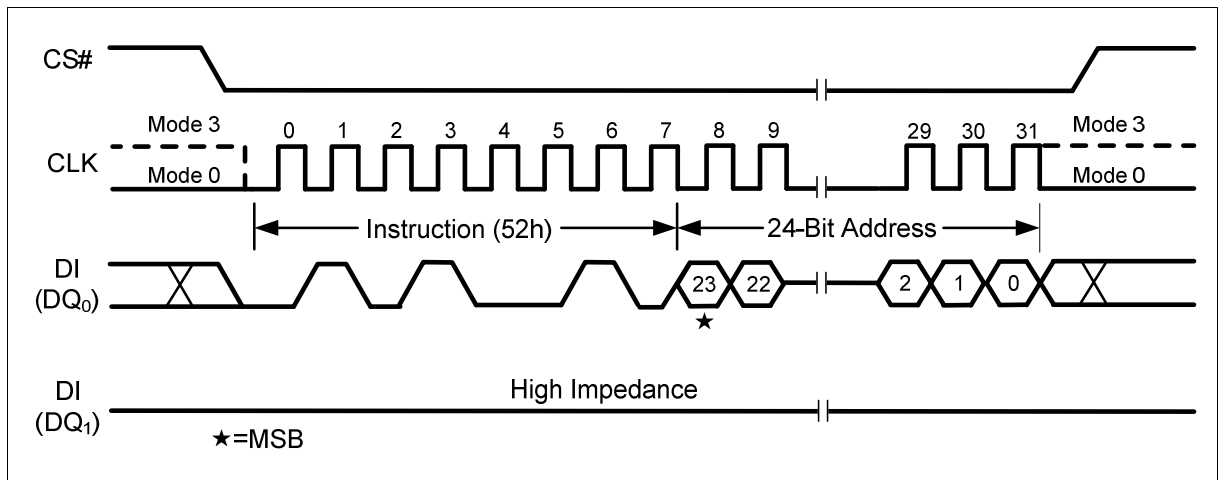 CS#
Mode 3 0 1 2 3 4 5 6 7 8 9 29 30 31 Mode 3
CLK
Mode 0 Mode 0
Instruction (52h) 24-Bit Address
DI
(DQ0) 23 22 2 1 0
★
DI
(DQ1)
High Impedance
★=MSB